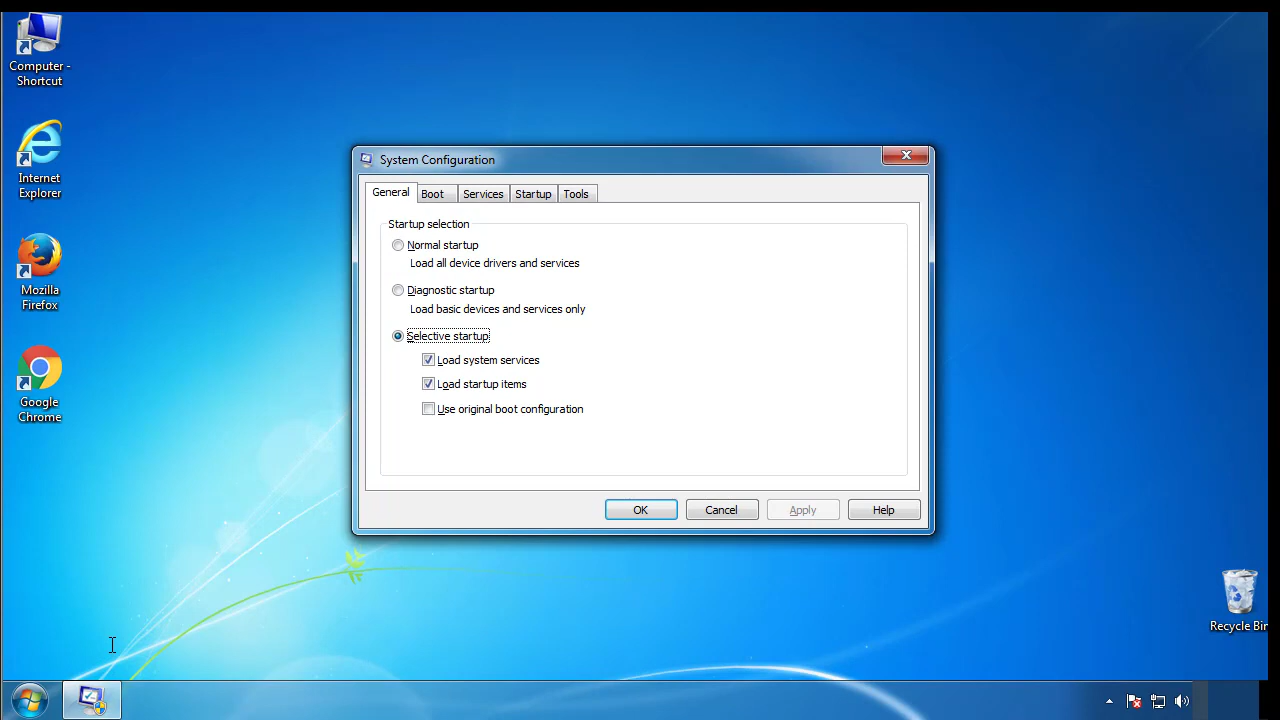 Computer -
Shortcut
Internet
Explorer
Mozilla
Firefox
Google
Chrome
System Configuration
General
Boot
Services
Startup
Tools
Startup selection
Normal startup
Load all device drivers and services
Diagnostic startup
Load basic devices and services only
Selective startup
Load system services
Load startup items
Use original boot configuration
OK
Cancel
Apply
Help
Recycle Bin